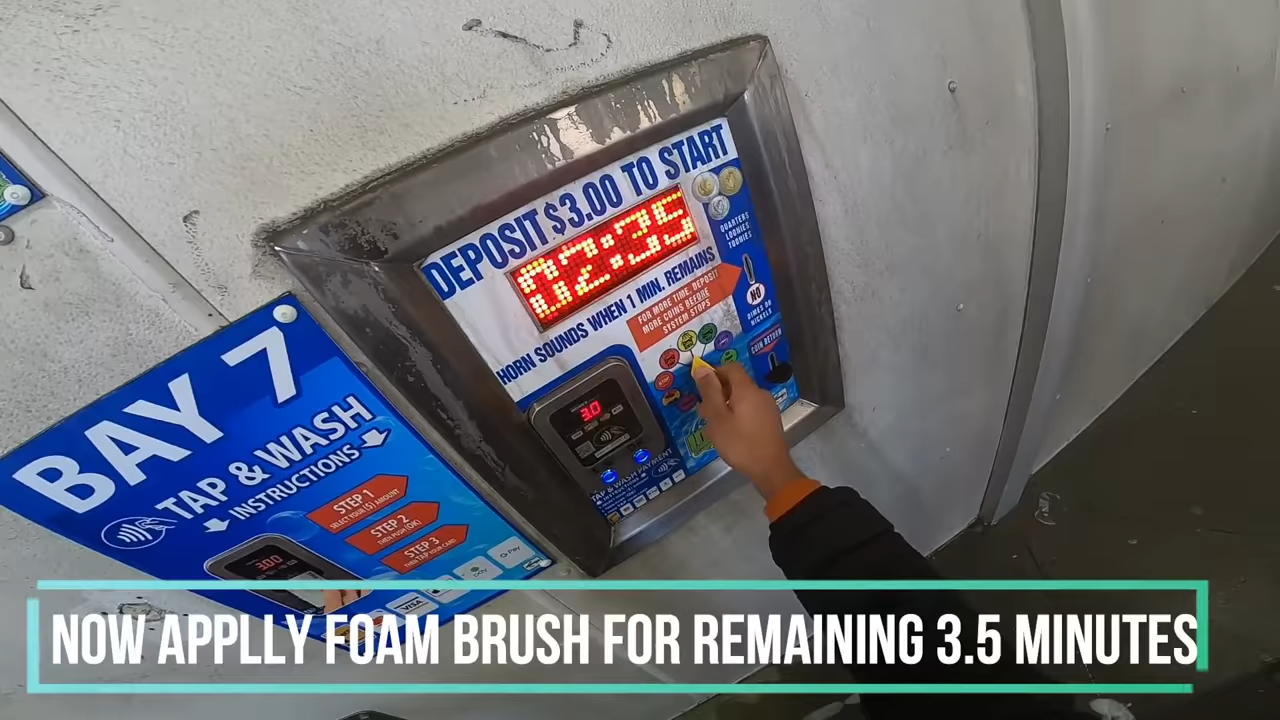 DEPOSIT $3.00 TO START
02:35
QUARTERS
LOONIES
TOONIES
HORN SOUNDS WHEN 1 MIN. REMAINS
FOR MORE TIME, DEPOSIT
MORE COINS BEFORE
SYSTEM STOPS
NO
DIMES OR
NICKELS
COIN RETURN
STOP
3.0
TAP & WASH PAYMENT
BAY 7
TAP & WASH
INSTRUCTIONS
STEP 1
SELECT YOUR ($) AMOUNT
STEP 2
THEN PUSH (OK)
STEP 3
THEN TAP YOUR CARD
3.00
VISA
G Pay
NOW APPLLY FOAM BRUSH FOR REMAINING 3.5 MINUTES